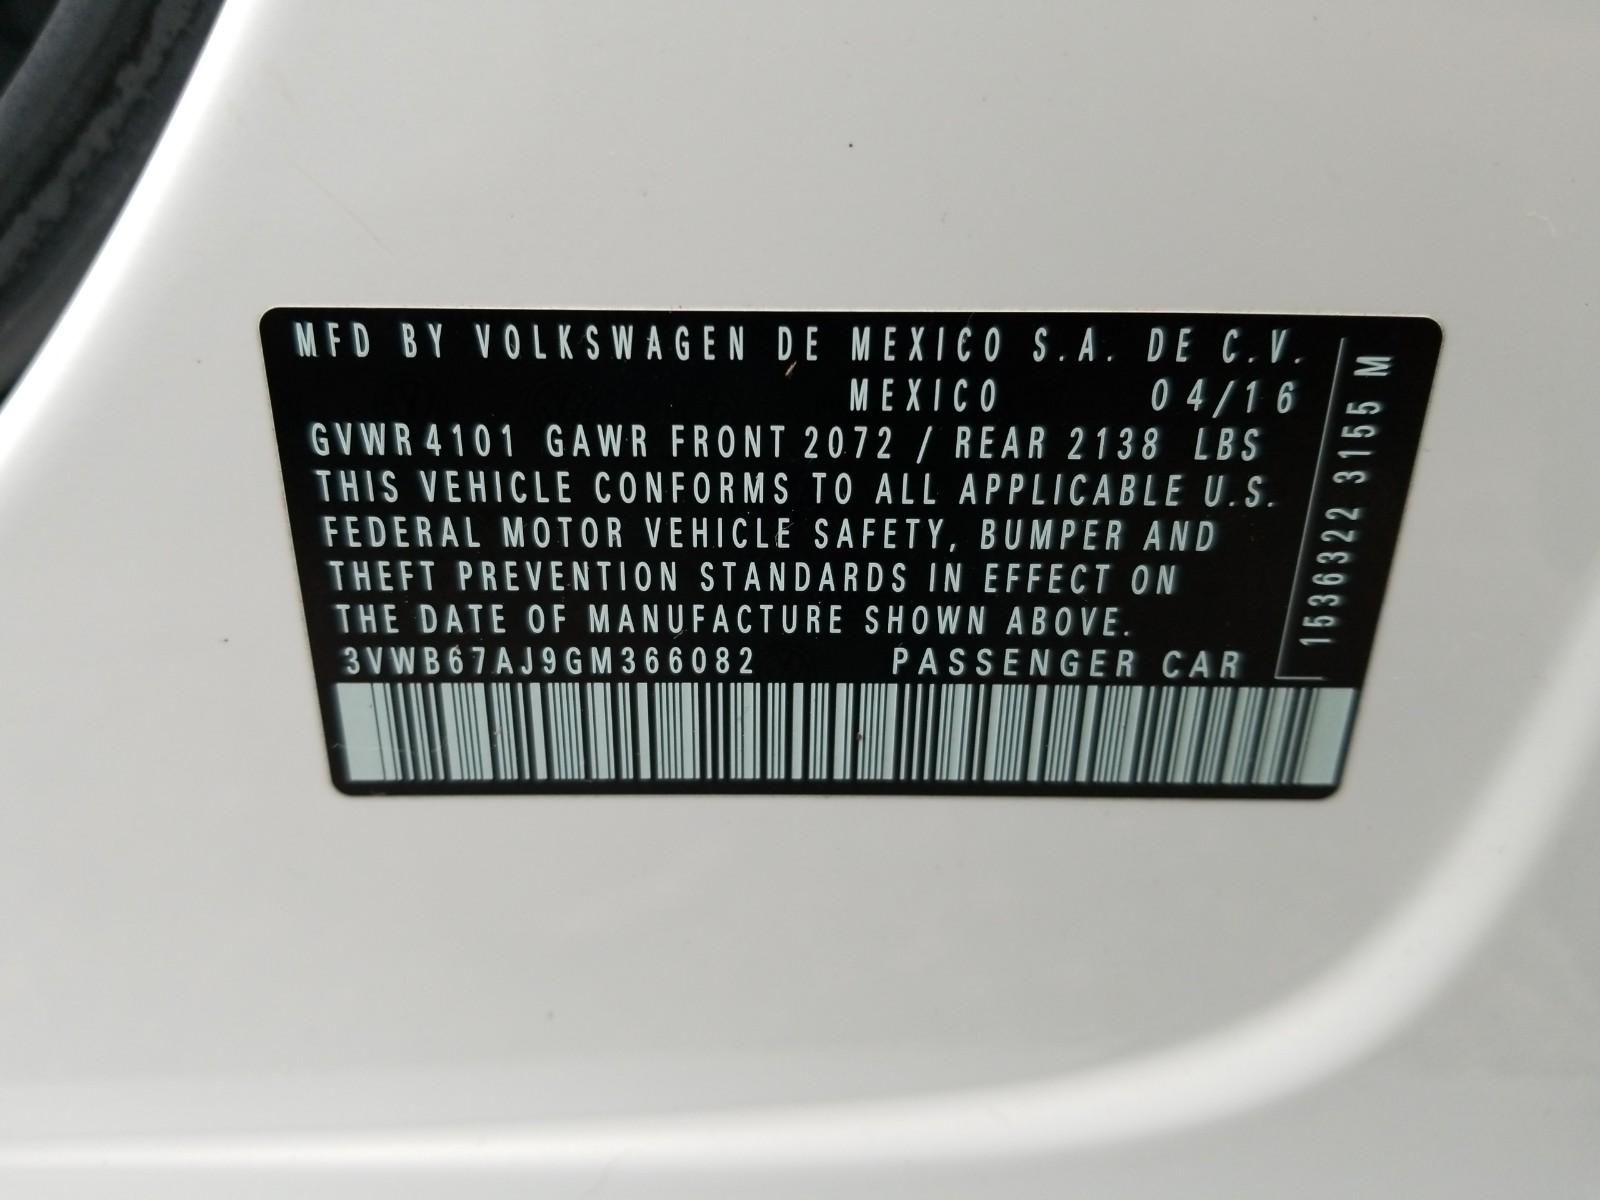 MFD BY VOLKSWAGEN DE MEXICO S.A. DE C.V.
MEXICO 04/16
GVWR 4101 GAWR FRONT 2072 / REAR 2138 LBS
THIS VEHICLE CONFORMS TO ALL APPLICABLE U.S.
FEDERAL MOTOR VEHICLE SAFETY, BUMPER AND
THEFT PREVENTION STANDARDS IN EFFECT ON
THE DATE OF MANUFACTURE SHOWN ABOVE.
3VWB67AJ9GM366082 PASSENGER CAR
1536322 3155 M